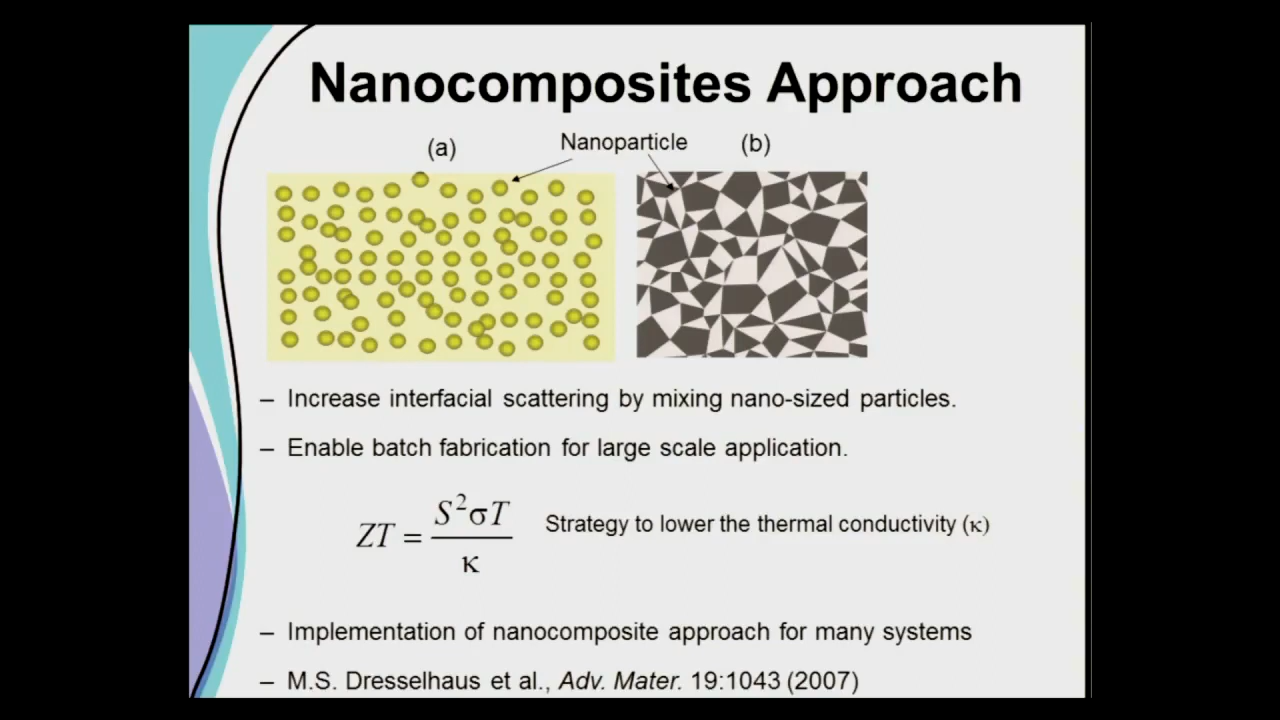 Nanocomposites Approach
(a) Nanoparticle (b)
– Increase interfacial scattering by mixing nano-sized particles.
– Enable batch fabrication for large scale application.
ZT = S²σT / κ
Strategy to lower the thermal conductivity (κ)
– Implementation of nanocomposite approach for many systems
– M.S. Dresselhaus et al., Adv. Mater. 19:1043 (2007)